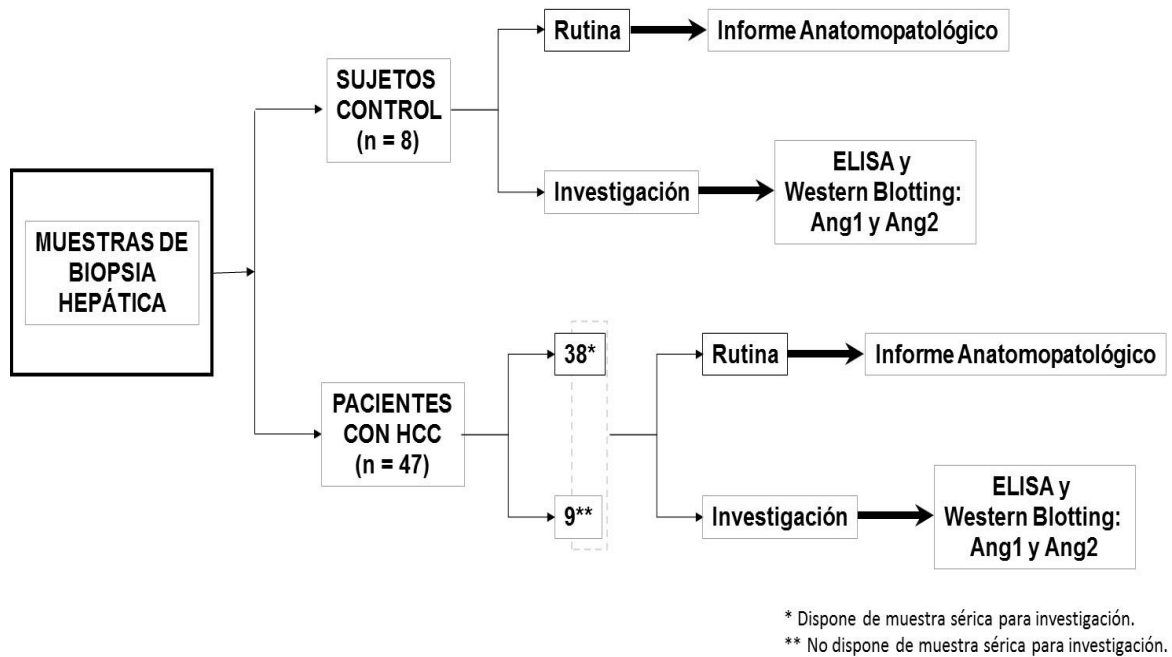 MUESTRAS DE
BIOPSIA
HEPÁTICA
SUJETOS
CONTROL
(n = 8)
Rutina
Informe Anatomopatológico
Investigación
ELISA y
Western Blotting:
Ang1 y Ang2
PACIENTES
CON HCC
(n = 47)
38*
9**
Rutina
Informe Anatomopatológico
Investigación
ELISA y
Western Blotting:
Ang1 y Ang2
* Dispone de muestra sérica para investigación.
** No dispone de muestra sérica para investigación.